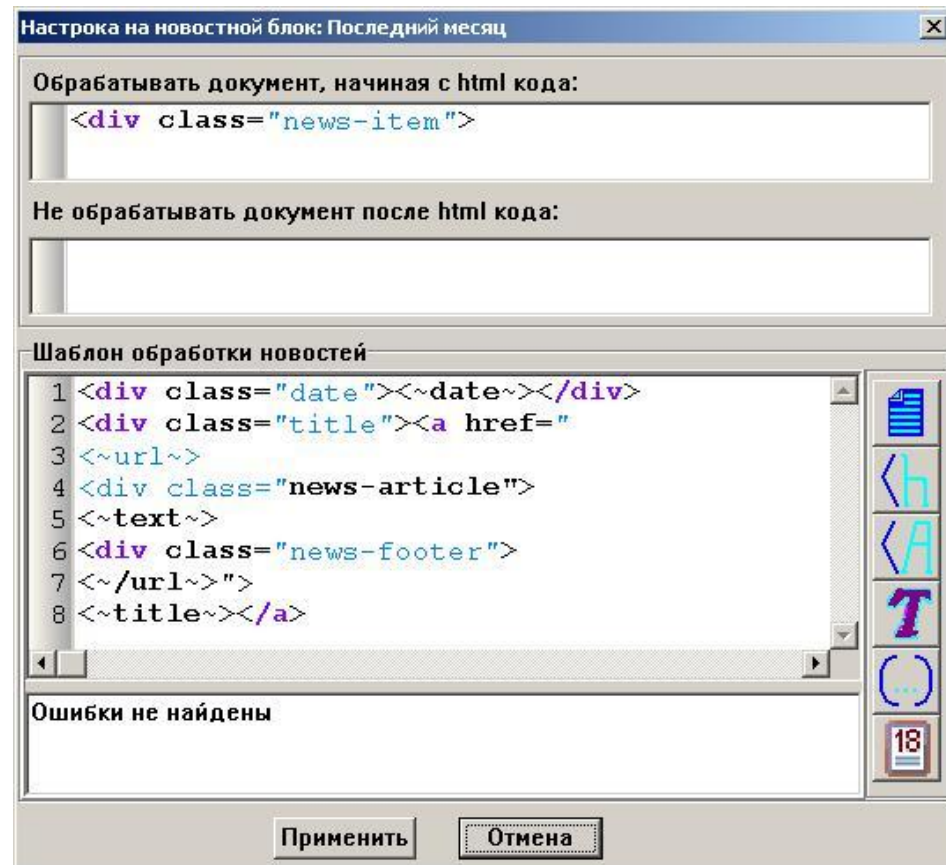 Настрока на новостной блок: Последний месяц
Обрабатывать документ, начиная с html кода:
<div class="news-item">
Не обрабатывать документ после html кода:
Шаблон обработки новостей
1 <div class="date"><~date~></div>
2 <div class="title"><a href="
3 <~url~>
4 <div class="news-article">
5 <~text~>
6 <div class="news-footer">
7 <~/url~>">
8 <~title~></a>
<h
<A
T
(...)
18
Ошибки не найдены
Применить Отмена